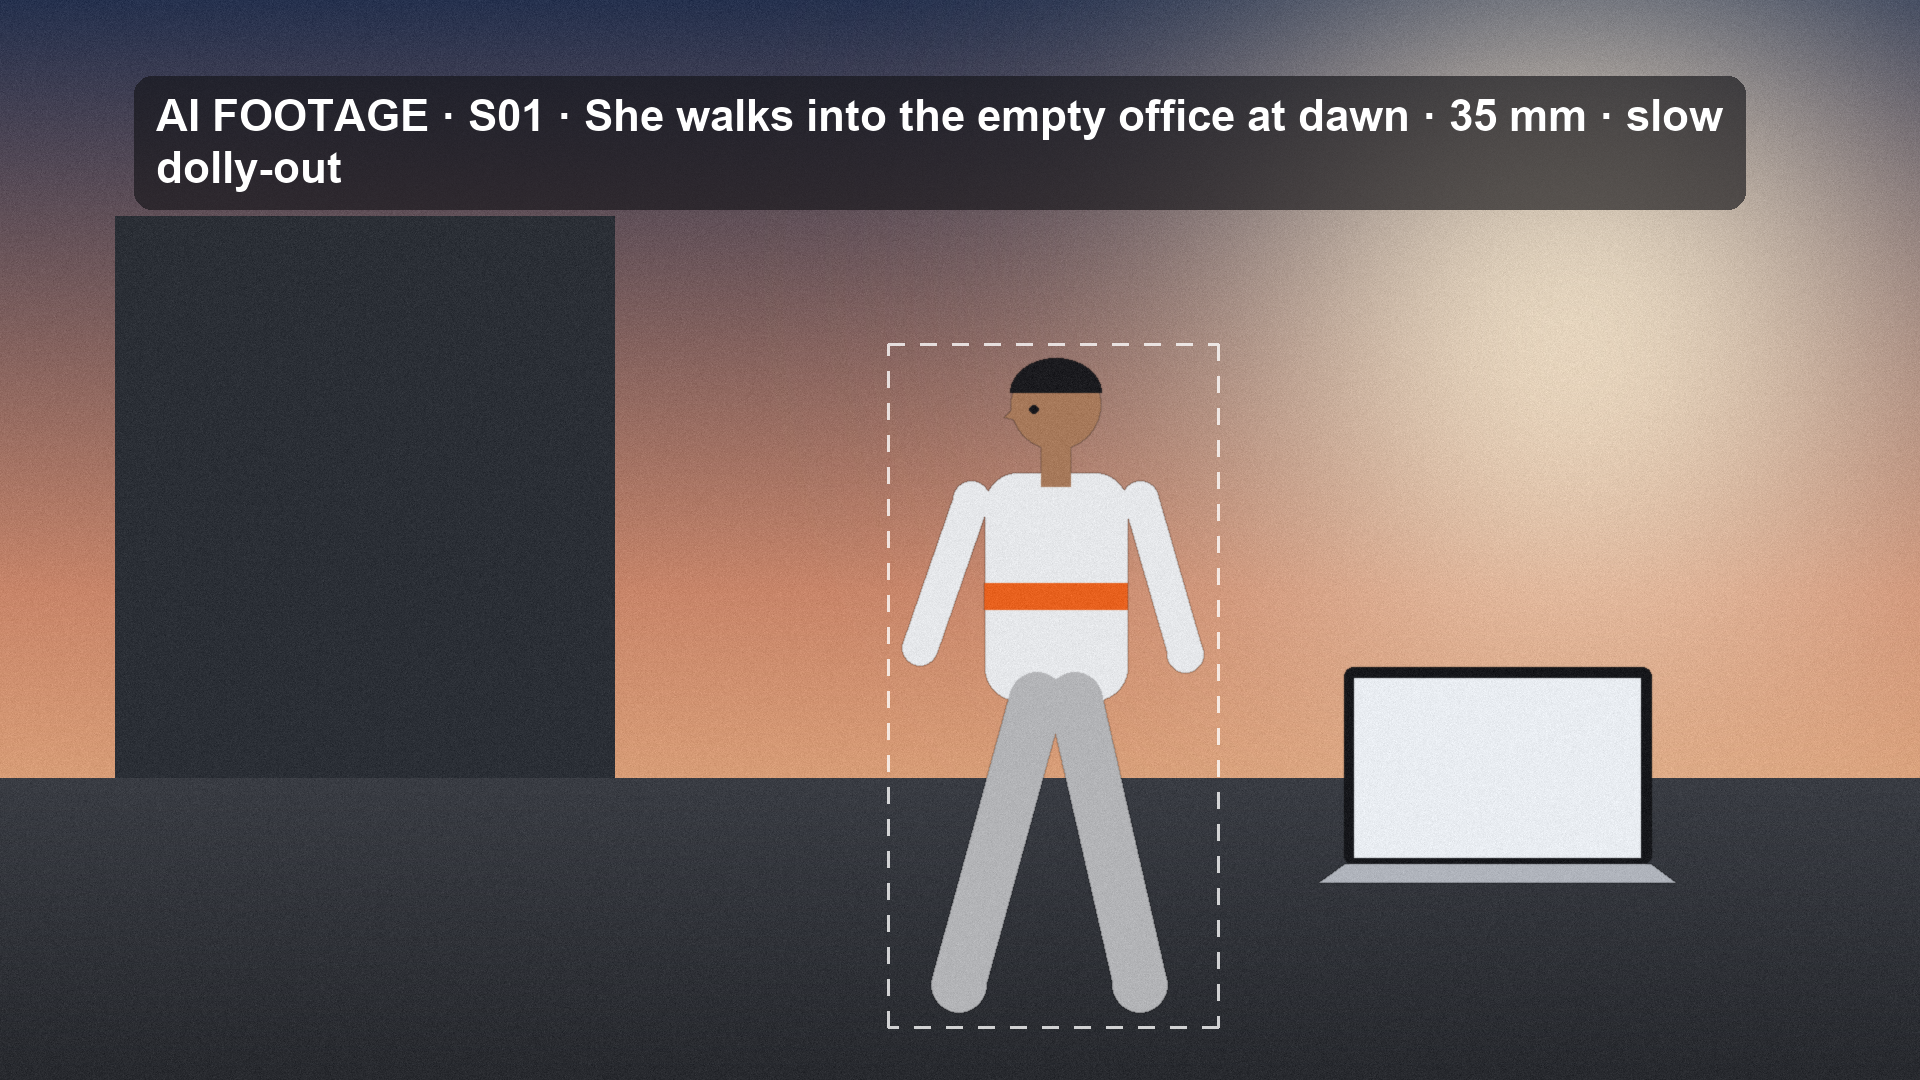 AI FOOTAGE · S01 · She walks into the empty office at dawn · 35 mm · slow
dolly-out